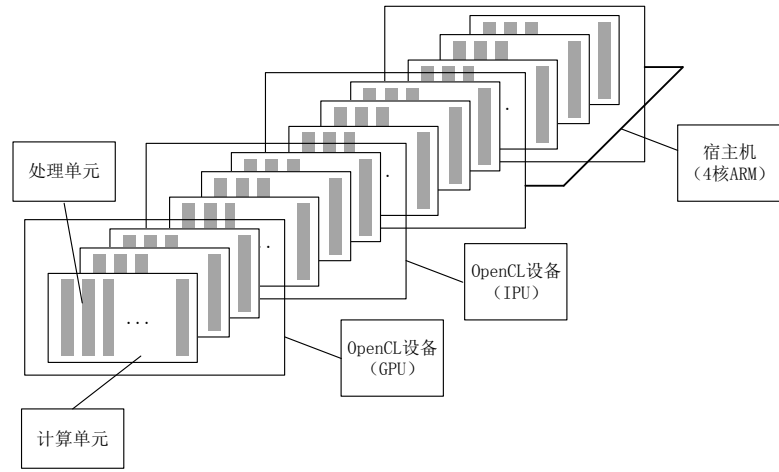 处理单元
宿主机
（4核ARM）
OpenCL设备
（IPU）
OpenCL设备
（GPU）
计算单元
...
...
.
.